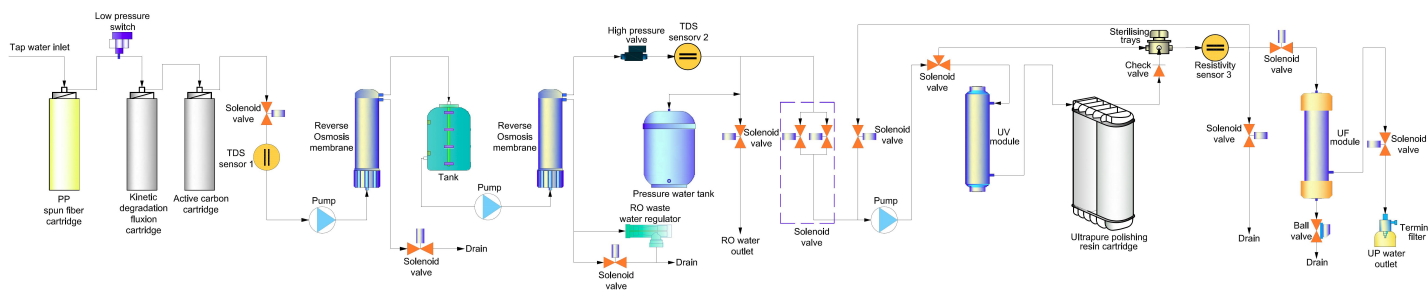 Low pressure
switch
Tap water inlet
PP
spun fiber
cartridge
Kinetic
degradation
fluxion
cartridge
Active carbon
cartridge
Solenoid
valve
TDS
sensor 1
Pump
Reverse
Osmosis
membrane
Solenoid
valve
Drain
Tank
Pump
Reverse
Osmosis
membrane
High pressure
valve
TDS
sensorv 2
Pressure water tank
RO waste
water regulator
Solenoid
valve
Drain
Solenoid
valve
RO water
outlet
Solenoid
valve
Solenoid
valve
Pump
Solenoid
valve
UV
module
Ultrapure polishing
resin cartridge
Sterilising
trays
Check
valve
Resistivity
sensor 3
Solenoid
valve
Drain
Solenoid
valve
UF
module
Ball
valve
Drain
Solenoid
valve
Termin
filter
UP water
outlet